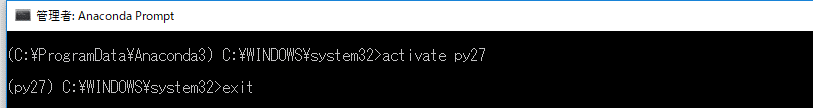 管理者: Anaconda Prompt
(C:¥ProgramData¥Anaconda3) C:¥WINDOWS¥system32>activate py27
(py27) C:¥WINDOWS¥system32>exit